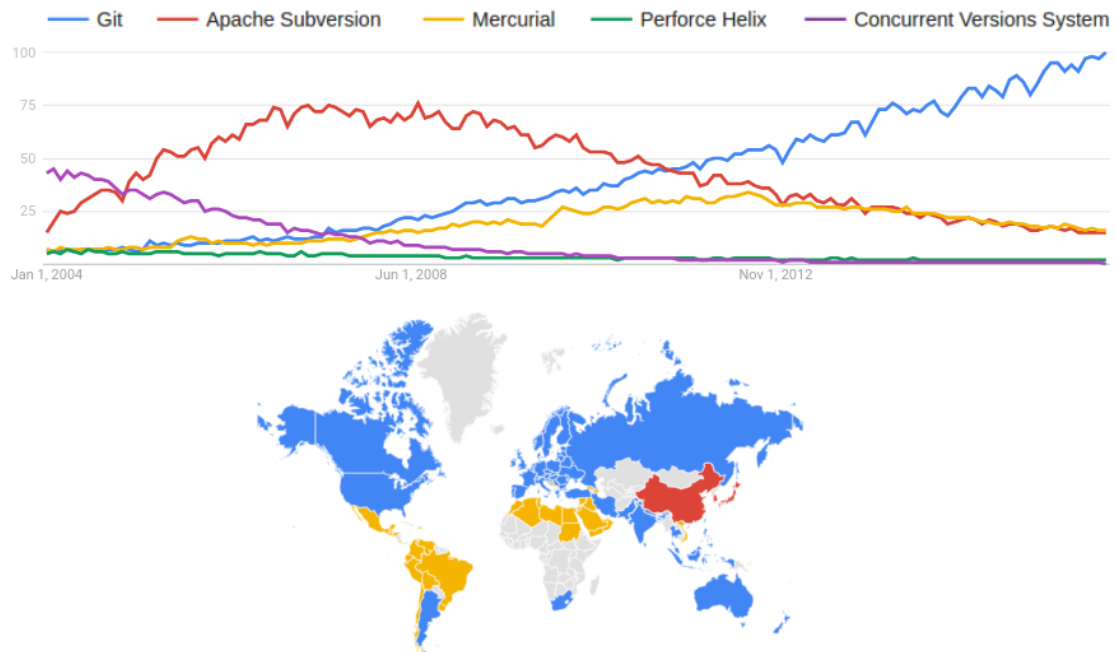 Git Apache Subversion Mercurial Perforce Helix Concurrent Versions System
100
75
50
25
Jan 1, 2004 Jun 1, 2008 Nov 1, 2012